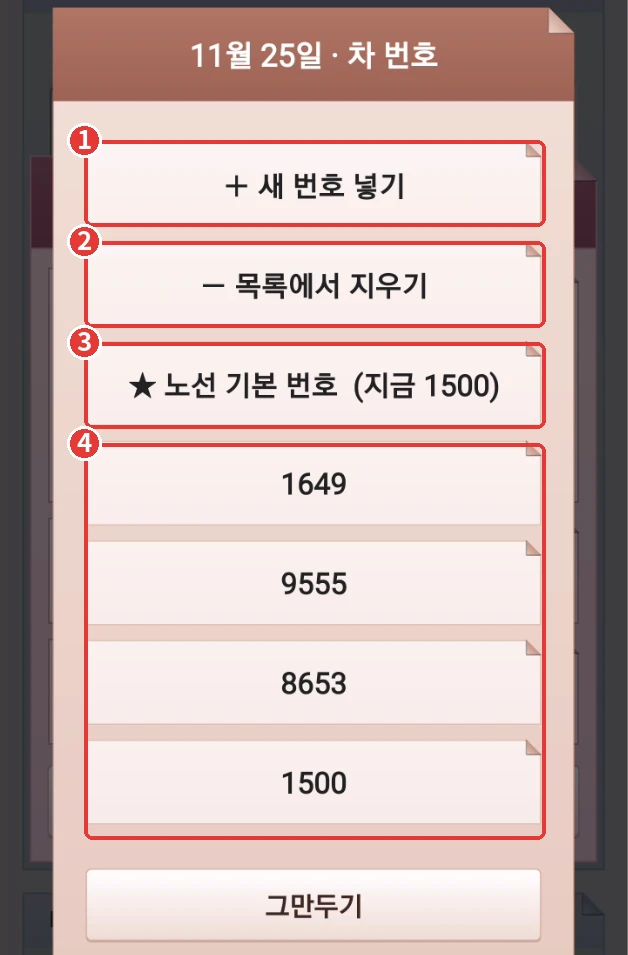 11월 25일 · 차 번호
1
+ 새 번호 넣기
2
− 목록에서 지우기
3
★ 노선 기본 번호 (지금 1500)
4
1649
9555
8653
1500
그만두기